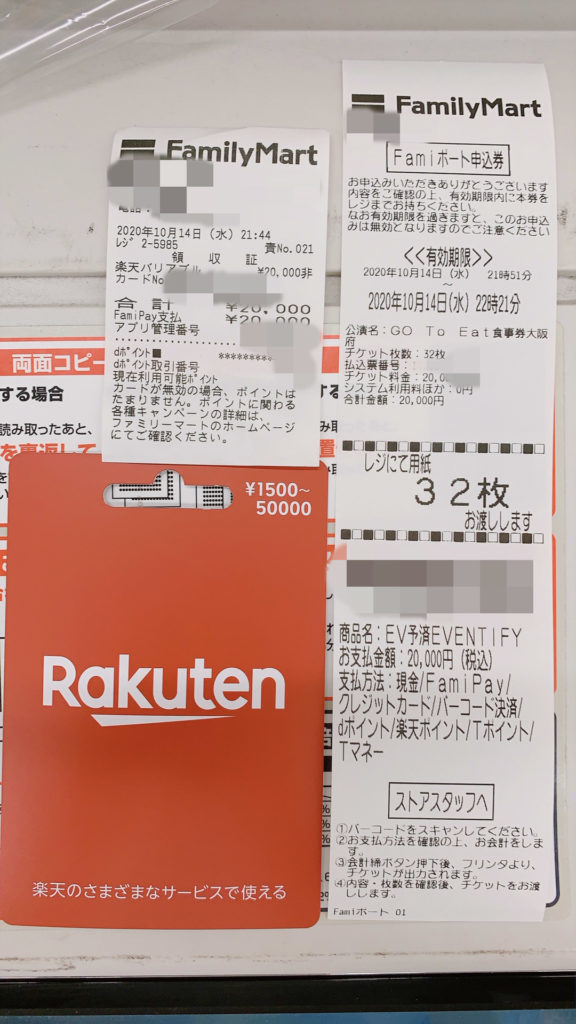 FamilyMart
電話:
2020年10月14日(水)21:44
レジ 2-5985 責No.021
領収証
楽天バリアブル ¥20,000非
カードNo
合計 ¥20,000
FamiPay支払 ¥20,000
アプリ管理番号
dポイント■ *********
dポイント取引番号
現在利用可能ポイント
カードが無効の場合、ポイントは
たまりません。ポイントに関わる
各種キャンペーンの詳細は、
ファミリーマートのホームページ
にてご確認ください。
¥1500～
50000
Rakuten
楽天のさまざまなサービスで使える
FamilyMart
Famiポート申込券
お申込みいただきありがとうございます
内容をご確認の上、有効期限内に本券を
レジまでお持ちください。
なお有効期限を過ぎますと、このお申込
みは無効となりますのでご注意ください
<<有効期限>>
2020年10月14日(水) 21時51分
～
2020年10月14日(水)22時21分
公演名:GO To Eat食事券大阪
府
チケット枚数:32枚
払込票番号:
チケット料金:20,0
システム利用料ほか:0円
合計金額:20,000円
レジにて用紙
32枚
お渡しします
商品名:EV予済EVENTIFY
お支払金額:20,000円(税込)
支払方法:現金/FamiPay/
クレジットカード/バーコード決済/
dポイント/楽天ポイント/Tポイント/
Tマネー
ストアスタッフへ
①バーコードをスキャンしてください。
②お支払方法を確認の上、お会計をしま
す。
③会計締ボタン押下後、プリンタより、
チケットが出力されます。
④内容・枚数を確認後、チケットをお渡
しします。
Famiポート 01
両面コピー
する場合
読み取ったあと、
を裏返して